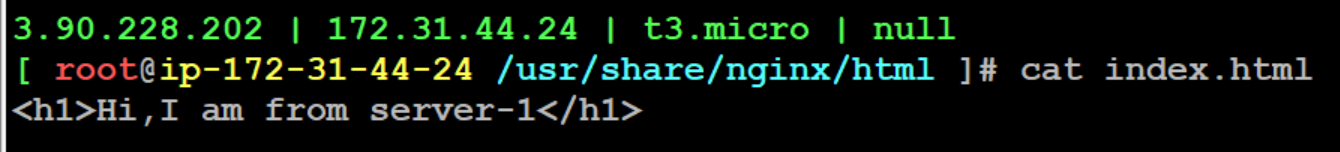 3.90.228.202 | 172.31.44.24 | t3.micro | null
[ root@ip-172-31-44-24 /usr/share/nginx/html ]# cat index.html
<h1>Hi,I am from server-1</h1>